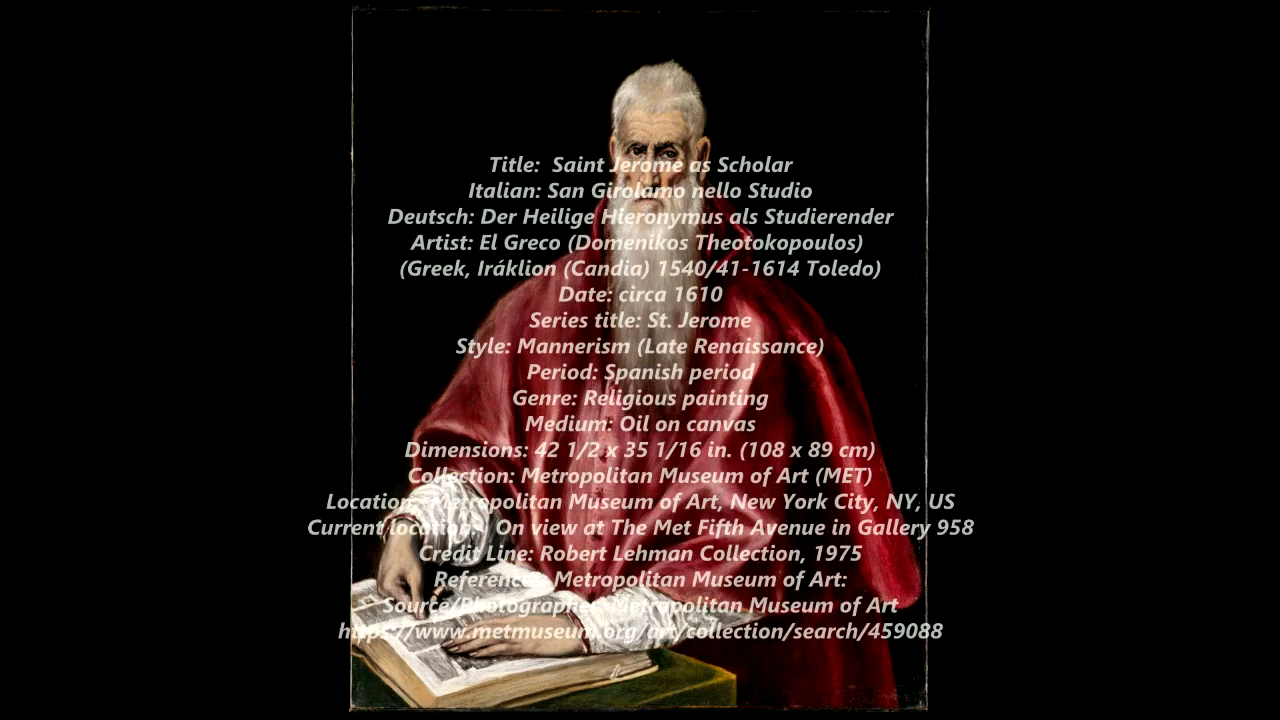 Title:  Saint Jerome as Scholar
Italian: San Girolamo nello Studio
Deutsch: Der Heilige Hieronymus als Studierender
Artist: El Greco (Domenikos Theotokopoulos)
(Greek, Iráklion (Candia) 1540/41-1614 Toledo)
Date: circa 1610
Series title: St. Jerome
Style: Mannerism (Late Renaissance)
Period: Spanish period
Genre: Religious painting
Medium: Oil on canvas
Dimensions: 42 1/2 x 35 1/16 in. (108 x 89 cm)
Collection: Metropolitan Museum of Art (MET)
Location: Metropolitan Museum of Art, New York City, NY, US
Current location: On view at The Met Fifth Avenue in Gallery 958
Credit Line: Robert Lehman Collection, 1975
References: Metropolitan Museum of Art:
Source/Photographer: Metropolitan Museum of Art
https://www.metmuseum.org/art/collection/search/459088